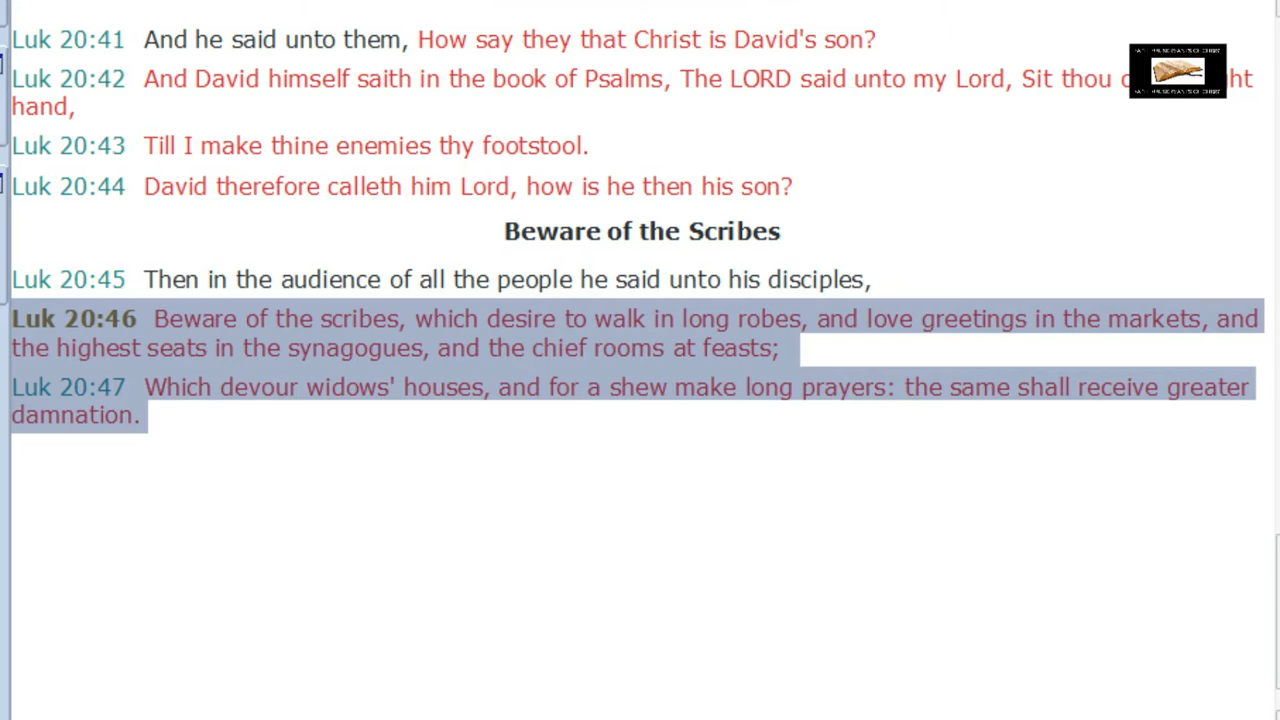 Luk 20:41 And he said unto them, How say they that Christ is David's son?
Luk 20:42 And David himself saith in the book of Psalms, The LORD said unto my Lord, Sit thou
hand,
Luk 20:43 Till I make thine enemies thy footstool.
Luk 20:44 David therefore calleth him Lord, how is he then his son?
Beware of the Scribes
Luk 20:45 Then in the audience of all the people he said unto his disciples,
Luk 20:46 Beware of the scribes, which desire to walk in long robes, and love greetings in the markets, and
the highest seats in the synagogues, and the chief rooms at feasts;
Luk 20:47 Which devour widows' houses, and for a shew make long prayers: the same shall receive greater
damnation.